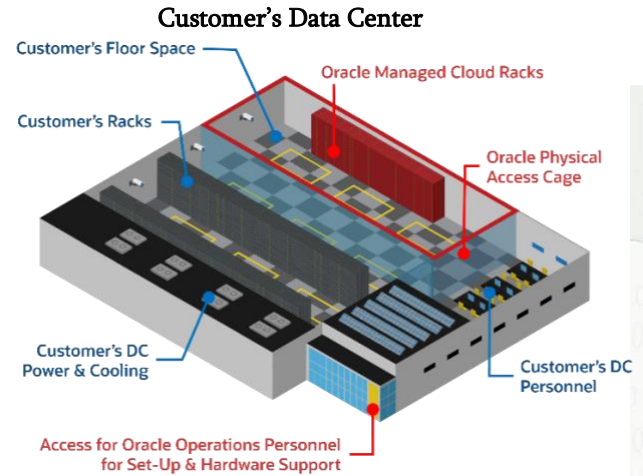 Customer's Data Center
Customer's Floor Space
Oracle Managed Cloud Racks
Customer's Racks
Oracle Physical
Access Cage
Customer's DC
Power & Cooling
Customer's DC
Personnel
Access for Oracle Operations Personnel
for Set-Up & Hardware Support